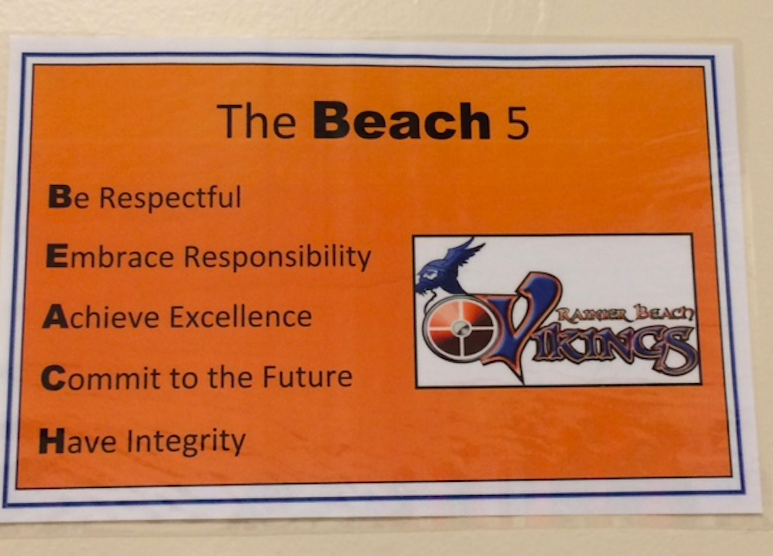 The Beach 5
Be Respectful
Embrace Responsibility
Achieve Excellence
Commit to the Future
Have Integrity
RAINIER BEACH
VIKINGS